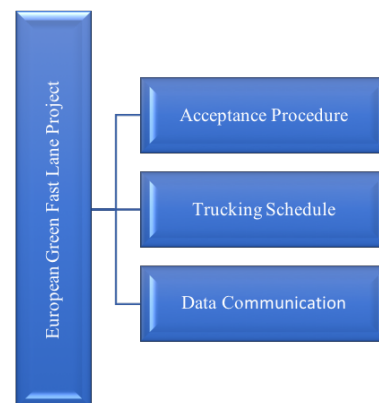 European Green Fast Lane Project
Acceptance Procedure
Trucking Schedule
Data Communication